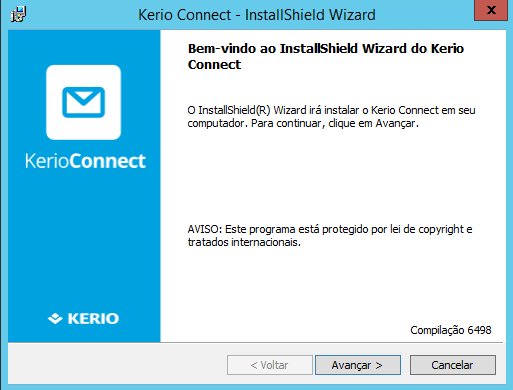 Kerio Connect - InstallShield Wizard
x
Bem-vindo ao InstallShield Wizard do Kerio
Connect
O InstallShield(R) Wizard irá instalar o Kerio Connect em seu
computador. Para continuar, clique em Avançar.
KerioConnect
AVISO: Este programa está protegido por lei de copyright e
tratados internacionais.
KERIO
Compilação 6498
< Voltar
Avançar >
Cancelar